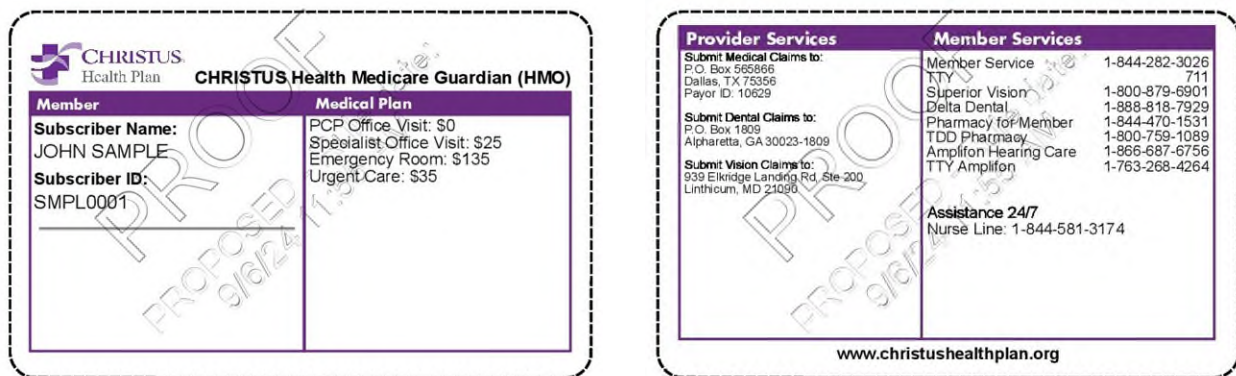 CHRISTUS
Health Plan
CHRISTUS Health Medicare Guardian (HMO)
Member
Subscriber Name:
JOHN SAMPLE
Subscriber ID:
SMPL0001
Medical Plan
PCP Office Visit: $0
Specialist Office Visit: $25
Emergency Room: $135
Urgent Care: $35
PROOF
PROPOSED
9/6/24, 11:5
Provider Services
Submit Medical Claims to:
P.O. Box 565866
Dallas, TX 75356
Payor ID: 10629
Submit Dental Claims to:
P.O. Box 1809
Alpharetta, GA 30023-1809
Submit Vision Claims to:
939 Elkridge Landing Rd, Ste 200
Linthicum, MD 21090
Member Services
Member Service 1-844-282-3026
TTY 711
Superior Vision 1-800-879-6901
Delta Dental 1-888-818-7929
Pharmacy for Member 1-844-470-1531
TDD Pharmacy 1-800-759-1089
Amplifon Hearing Care 1-866-687-6756
TTY Amplifon 1-763-268-4264
Assistance 24/7
Nurse Line: 1-844-581-3174
PROOF
PROPOSED
9/6/24, 11:5
www.christushealthplan.org